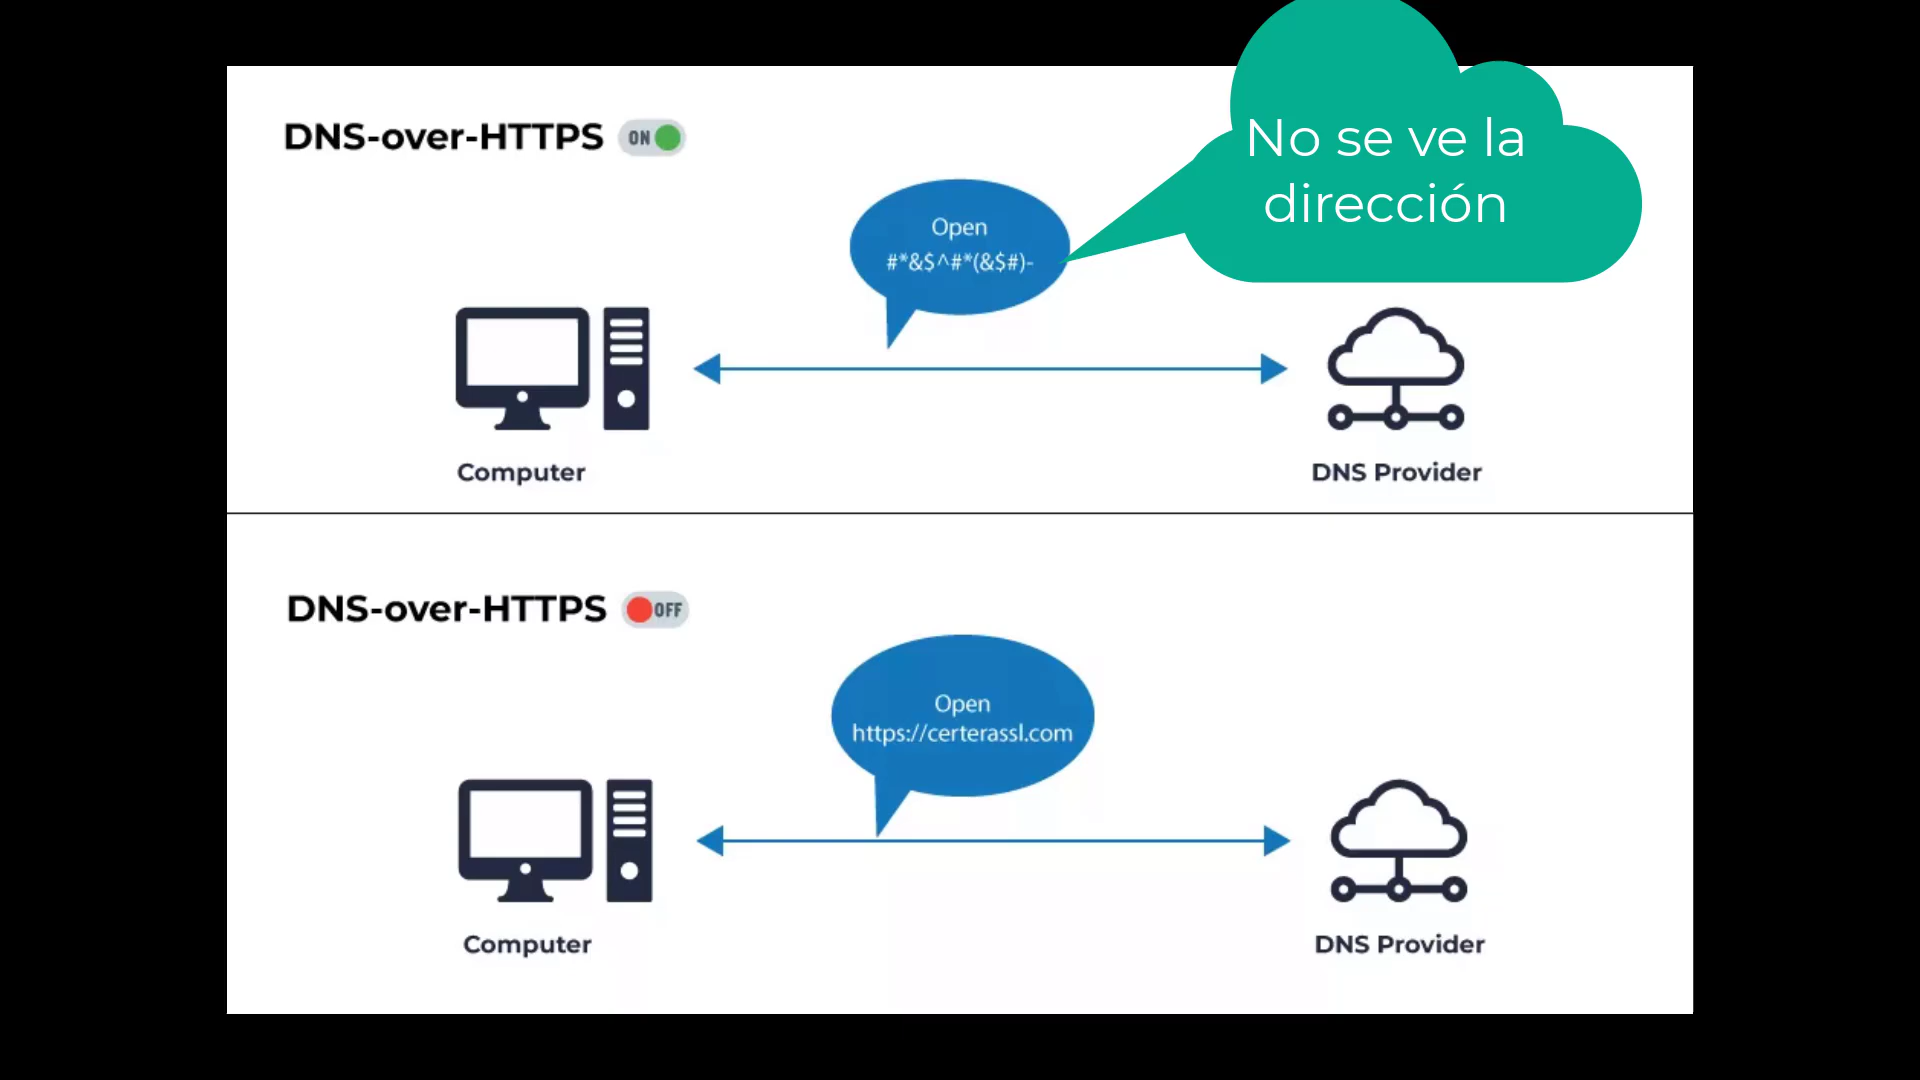 DNS-over-HTTPS ON
No se ve la
dirección
Open
#*&$^#*(&$#)-
Computer
DNS Provider
DNS-over-HTTPS OFF
Open
https://certerassl.com
Computer
DNS Provider